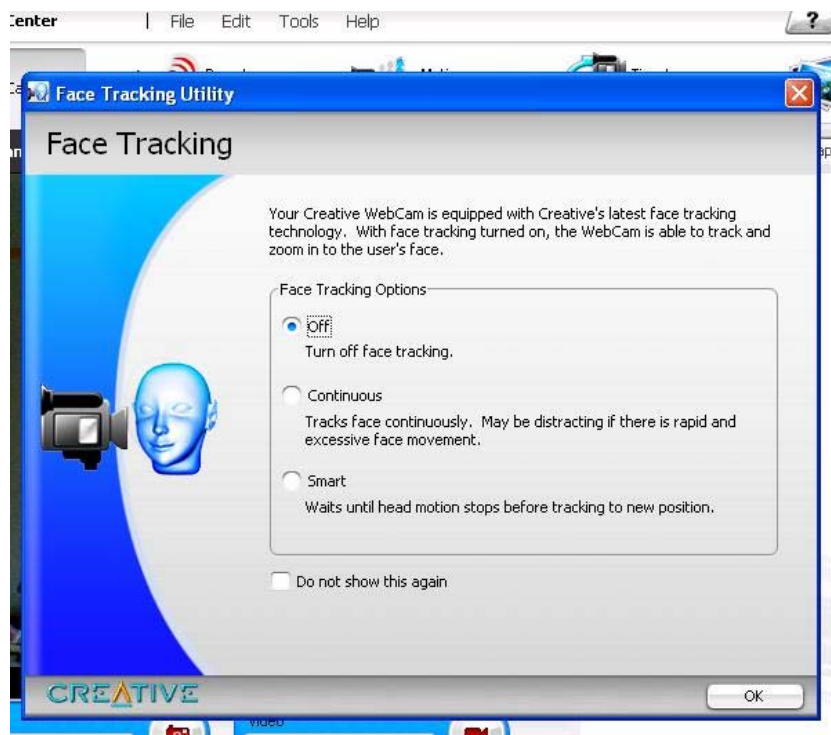 Center | File Edit Tools Help ?
Face Tracking Utility
Face Tracking
Your Creative WebCam is equipped with Creative's latest face tracking
technology. With face tracking turned on, the WebCam is able to track and
zoom in to the user's face.
Face Tracking Options
Off
Turn off face tracking.
Continuous
Tracks face continuously. May be distracting if there is rapid and
excessive face movement.
Smart
Waits until head motion stops before tracking to new position.
Do not show this again
CREATIVE
OK
Video